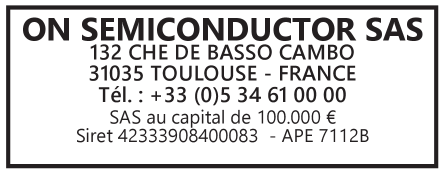 ON SEMICONDUCTOR SAS
132 CHE DE BASSO CAMBO
31035 TOULOUSE - FRANCE
Tél. : +33 (0)5 34 61 00 00
SAS au capital de 100.000 €
Siret 42333908400083 - APE 7112B